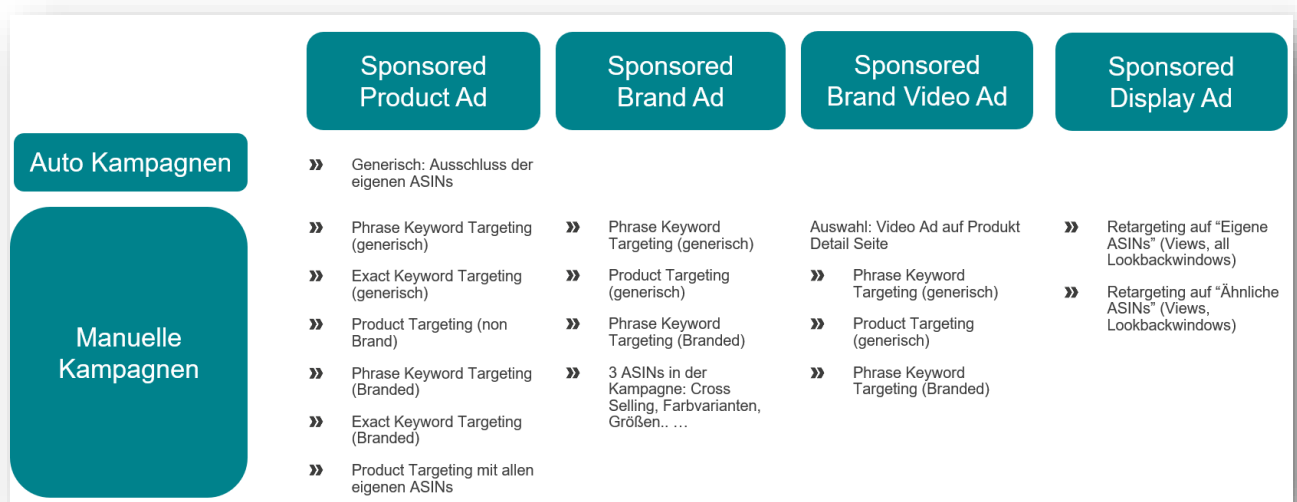 Sponsored
Product Ad
Sponsored
Brand Ad
Sponsored
Brand Video Ad
Sponsored
Display Ad
Auto Kampagnen
» Generisch: Ausschluss der
eigenen ASINs
Manuelle
Kampagnen
» Phrase Keyword Targeting
(generisch)
» Exact Keyword Targeting
(generisch)
» Product Targeting (non
Brand)
» Phrase Keyword Targeting
(Branded)
» Exact Keyword Targeting
(Branded)
» Product Targeting mit allen
eigenen ASINs
» Phrase Keyword
Targeting (generisch)
» Product Targeting
(generisch)
» Phrase Keyword
Targeting (Branded)
» 3 ASINs in der
Kampagne: Cross
Selling, Farbvarianten,
Größen.. …
Auswahl: Video Ad auf Produkt
Detail Seite
» Phrase Keyword
Targeting (generisch)
» Product Targeting
(generisch)
» Phrase Keyword
Targeting (Branded)
» Retargeting auf “Eigene
ASINs” (Views, all
Lookbackwindows)
» Retargeting auf “Ähnliche
ASINs” (Views,
Lookbackwindows)